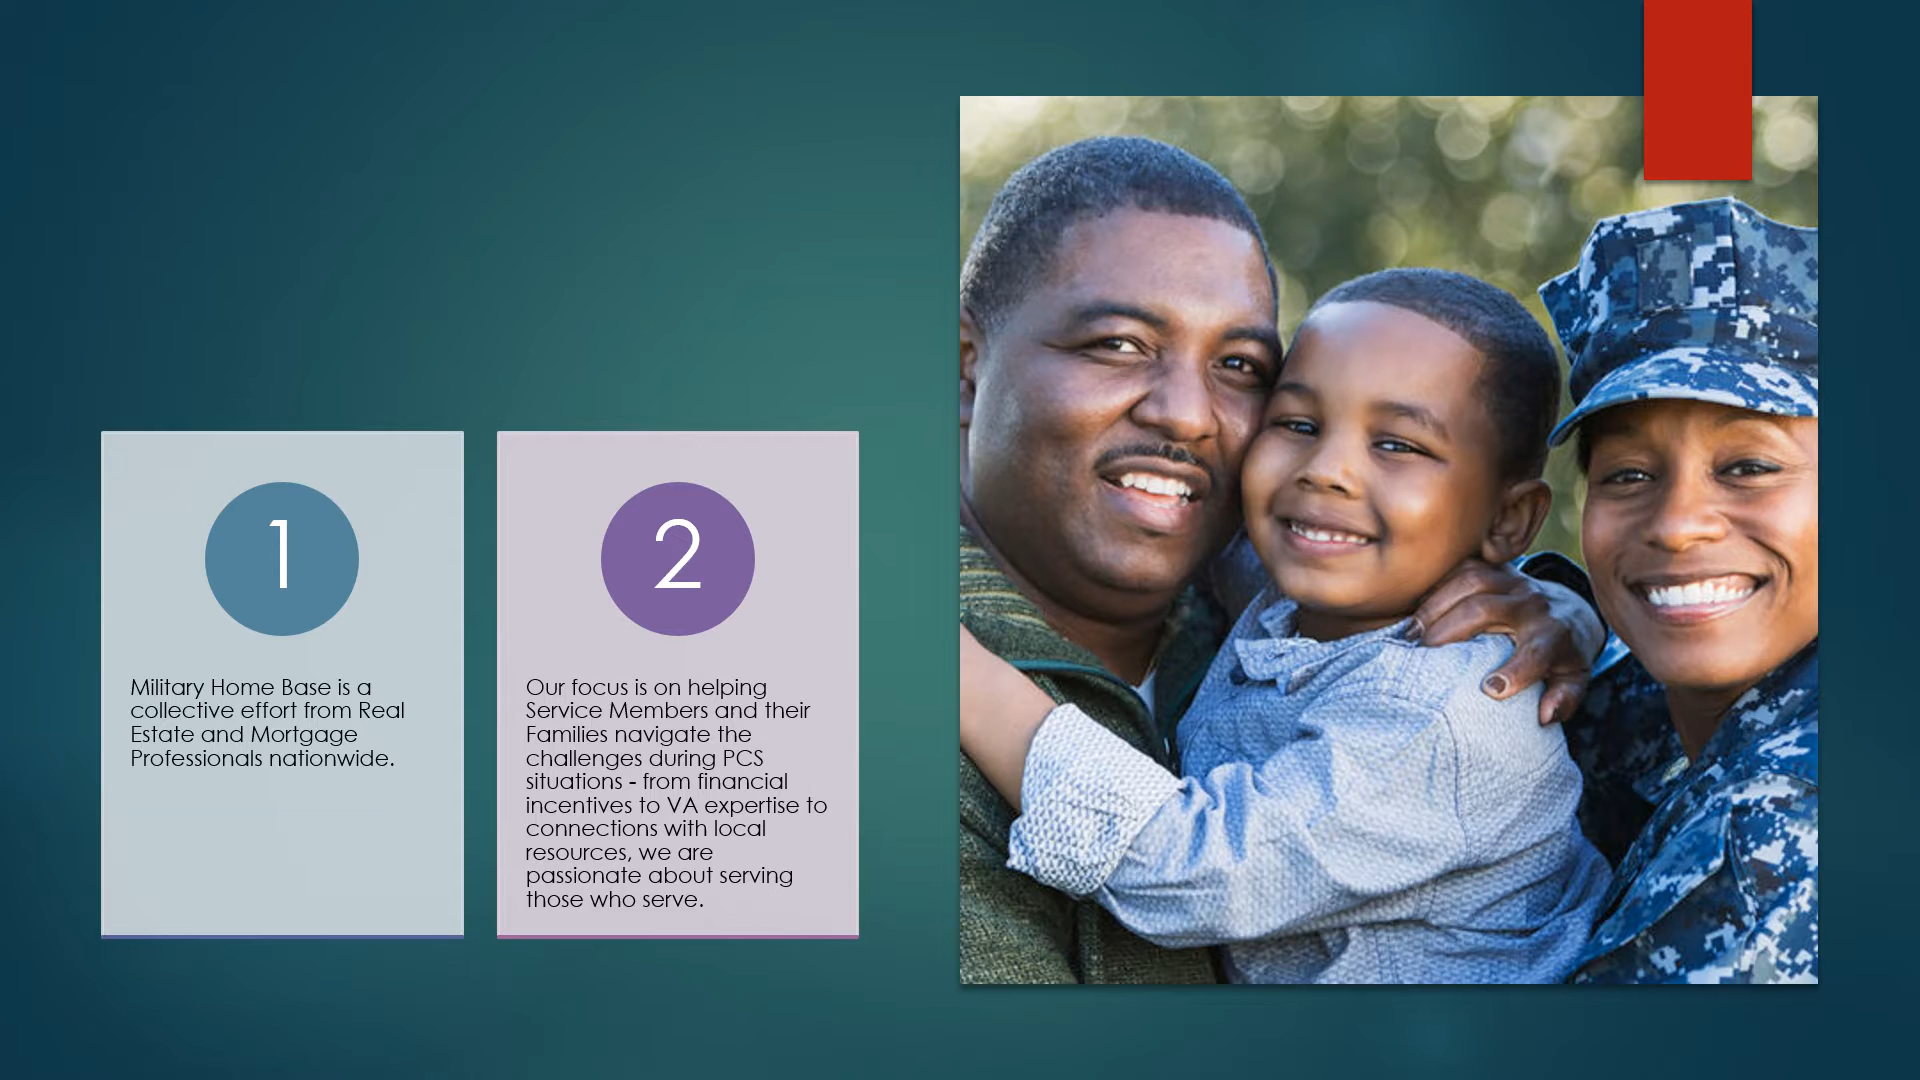 1
Military Home Base is a
collective effort from Real
Estate and Mortgage
Professionals nationwide.
2
Our focus is on helping
Service Members and their
Families navigate the
challenges during PCS
situations - from financial
incentives to VA expertise to
connections with local
resources, we are
passionate about serving
those who serve.